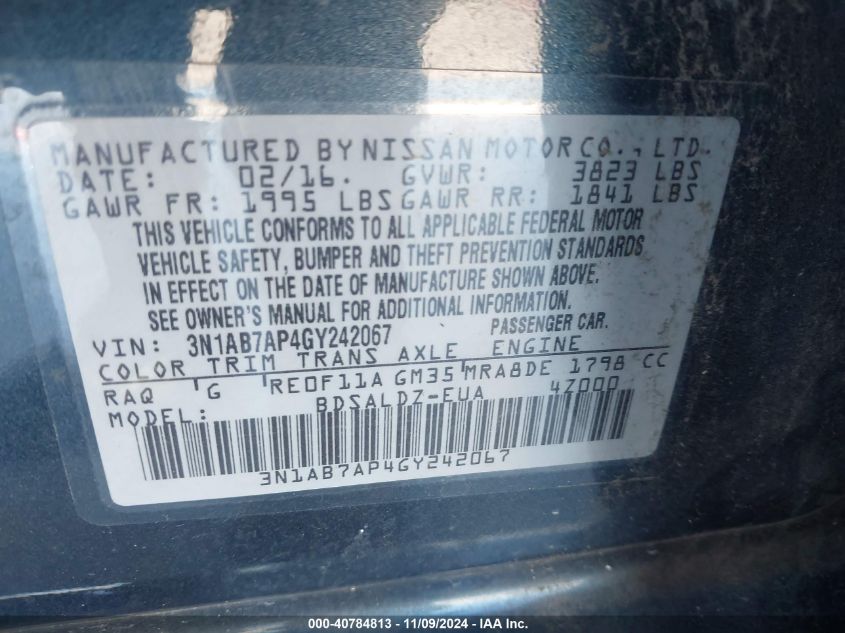 MANUFACTURED BY NISSAN MOTOR CO., LTD.
DATE: 02/16. GVWR: 3823 LBS
GAWR FR: 1995 LBS GAWR RR: 1841 LBS
THIS VEHICLE CONFORMS TO ALL APPLICABLE FEDERAL MOTOR
VEHICLE SAFETY, BUMPER AND THEFT PREVENTION STANDARDS
IN EFFECT ON THE DATE OF MANUFACTURE SHOWN ABOVE.
SEE OWNER'S MANUAL FOR ADDITIONAL INFORMATION.
VIN: 3N1AB7AP4GY242067 PASSENGER CAR.
COLOR TRIM TRANS AXLE ENGINE
RAQ G RE0F11A GM35 MRA8DE 1798 CC
MODEL: BDSALDZ-EUA 4Z000
3N1AB7AP4GY242067
000-40784813 - 11/09/2024 - IAA Inc.